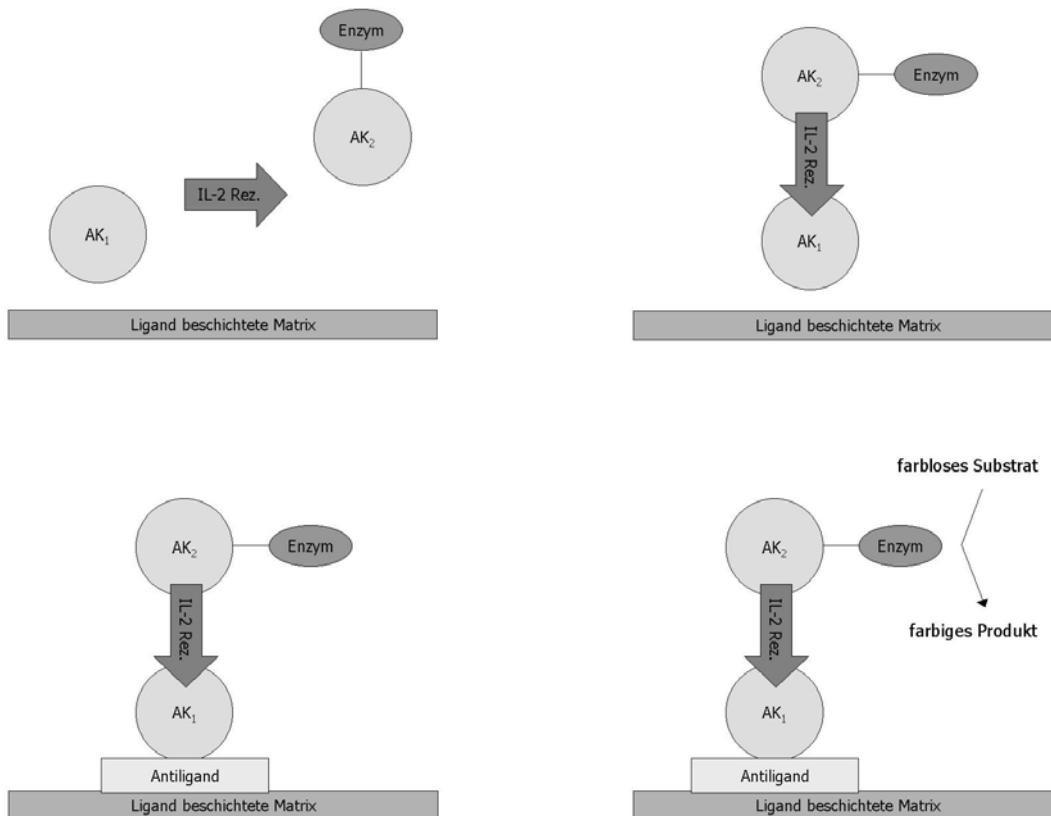 Enzym
AK₂
IL-2 Rez.
AK₁
Ligand beschichtete Matrix
AK₂
Enzym
IL-2 Rez.
AK₁
Ligand beschichtete Matrix
AK₂
Enzym
IL-2 Rez.
AK₁
Antiligand
Ligand beschichtete Matrix
farbloses Substrat
AK₂
Enzym
IL-2 Rez.
farbiges Produkt
AK₁
Antiligand
Ligand beschichtete Matrix